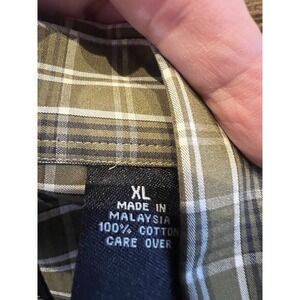 XL
MADE IN
MALAYSIA
100% COTTON
CARE OVER